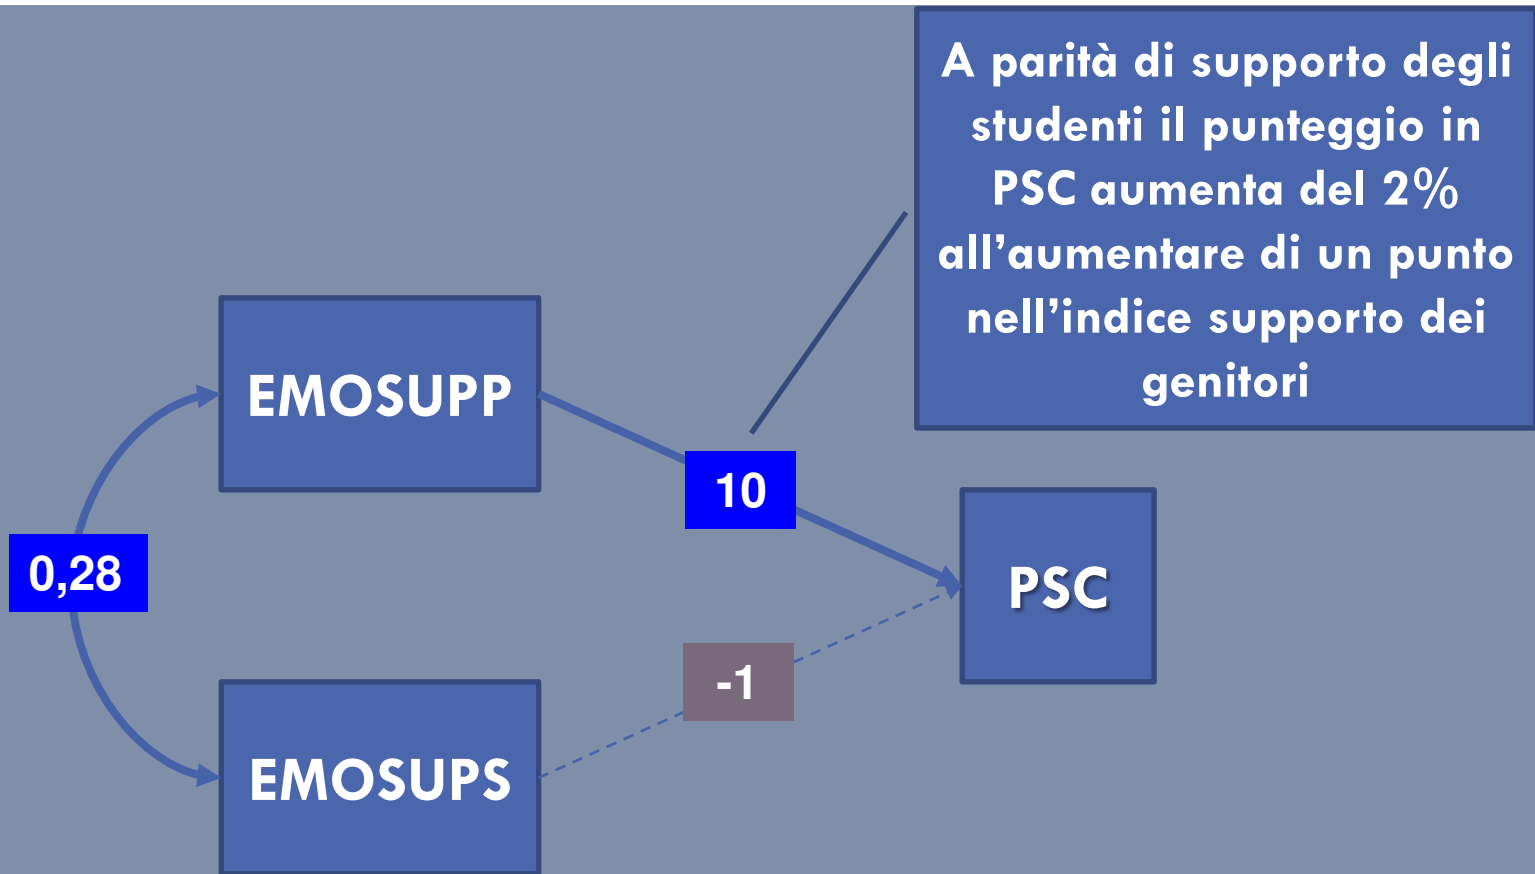 A parità di supporto degli
studenti il punteggio in
PSC aumenta del 2%
all’aumentare di un punto
nell’indice supporto dei
genitori
EMOSUPP
10
0,28
PSC
-1
EMOSUPS